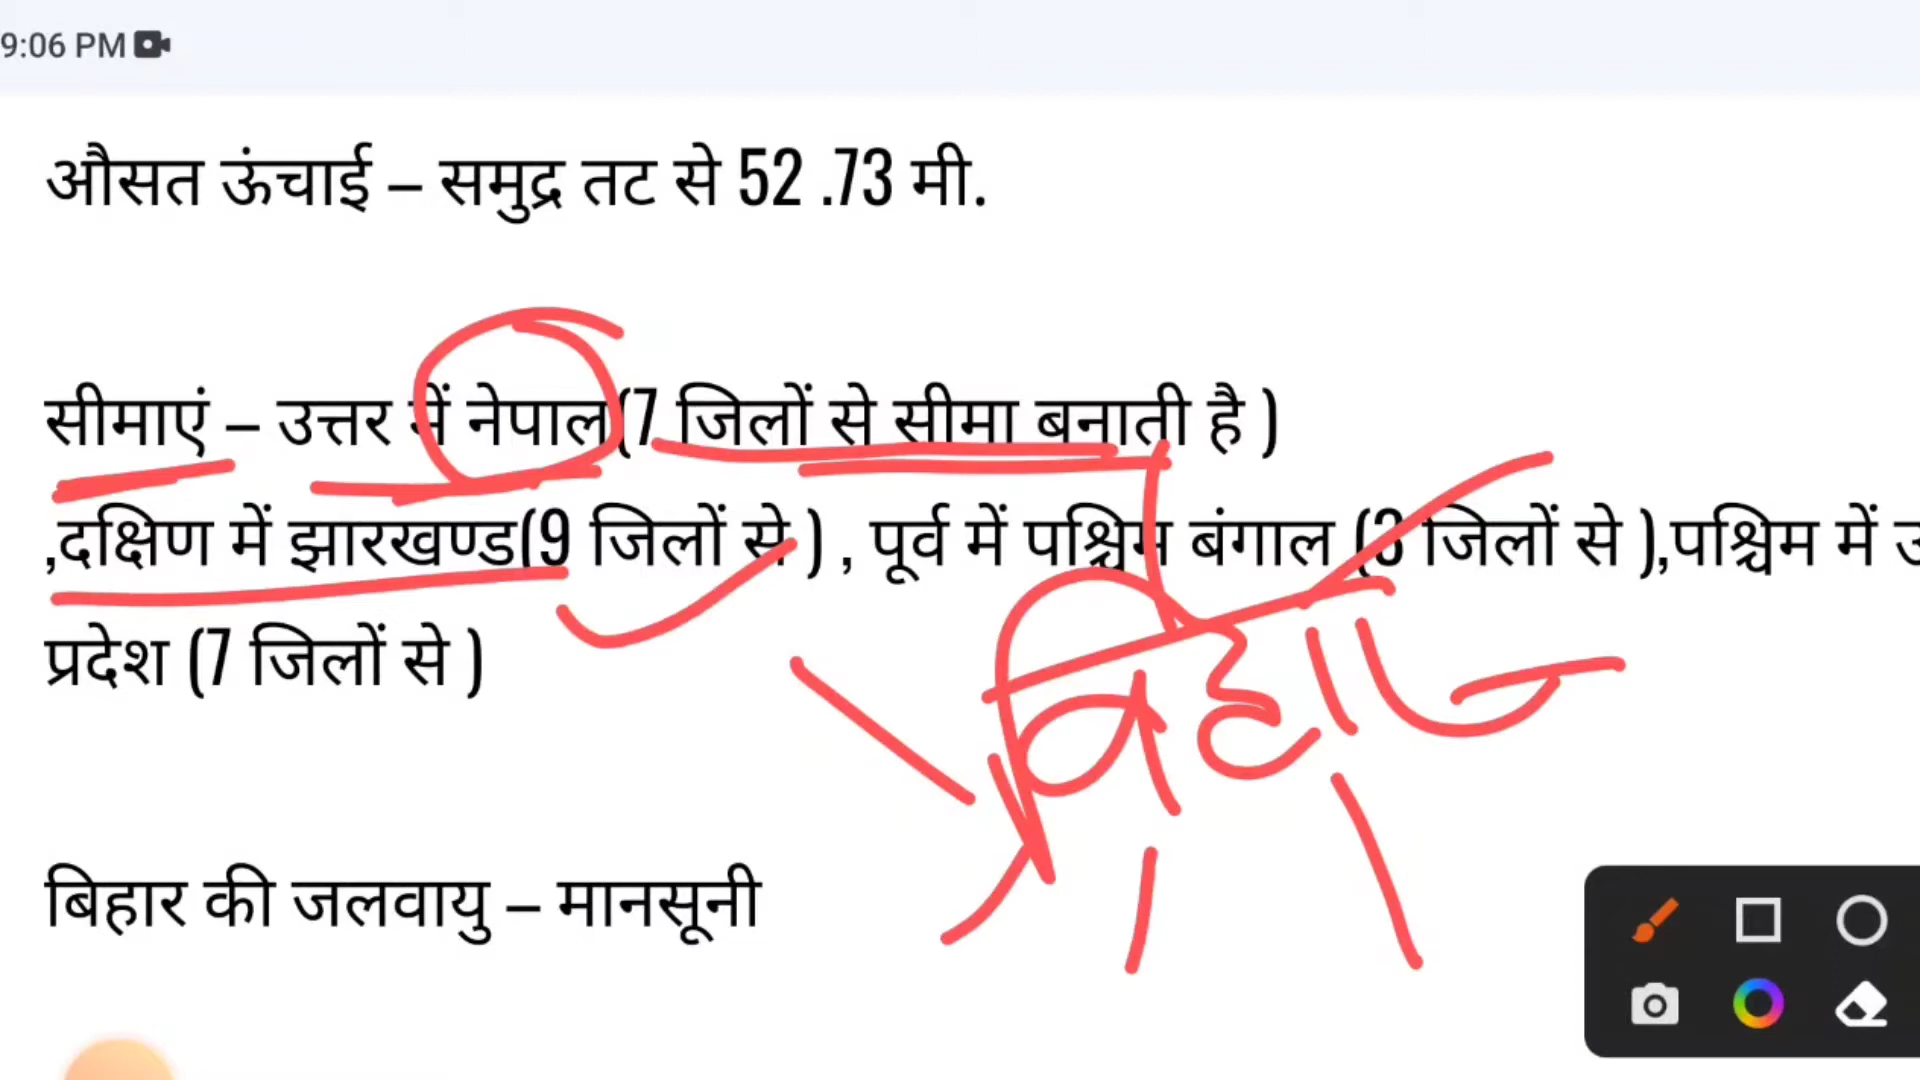 9:06 PM
औसत ऊंचाई – समुद्र तट से 52 .73 मी.
सीमाएं – उत्तर में नेपाल(7 जिलों से सीमा बनाती है )
,दक्षिण में झारखण्ड(9 जिलों से ) , पूर्व में पश्चिम बंगाल (3 जिलों से ),पश्चिम में
प्रदेश (7 जिलों से )
बिहार
बिहार की जलवायु – मानसूनी